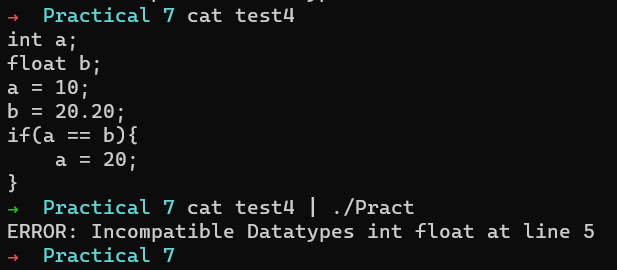 → Practical 7 cat test4
int a;
float b;
a = 10;
b = 20.20;
if(a == b){
    a = 20;
}
→ Practical 7 cat test4 | ./Pract
ERROR: Incompatible Datatypes int float at line 5
→ Practical 7